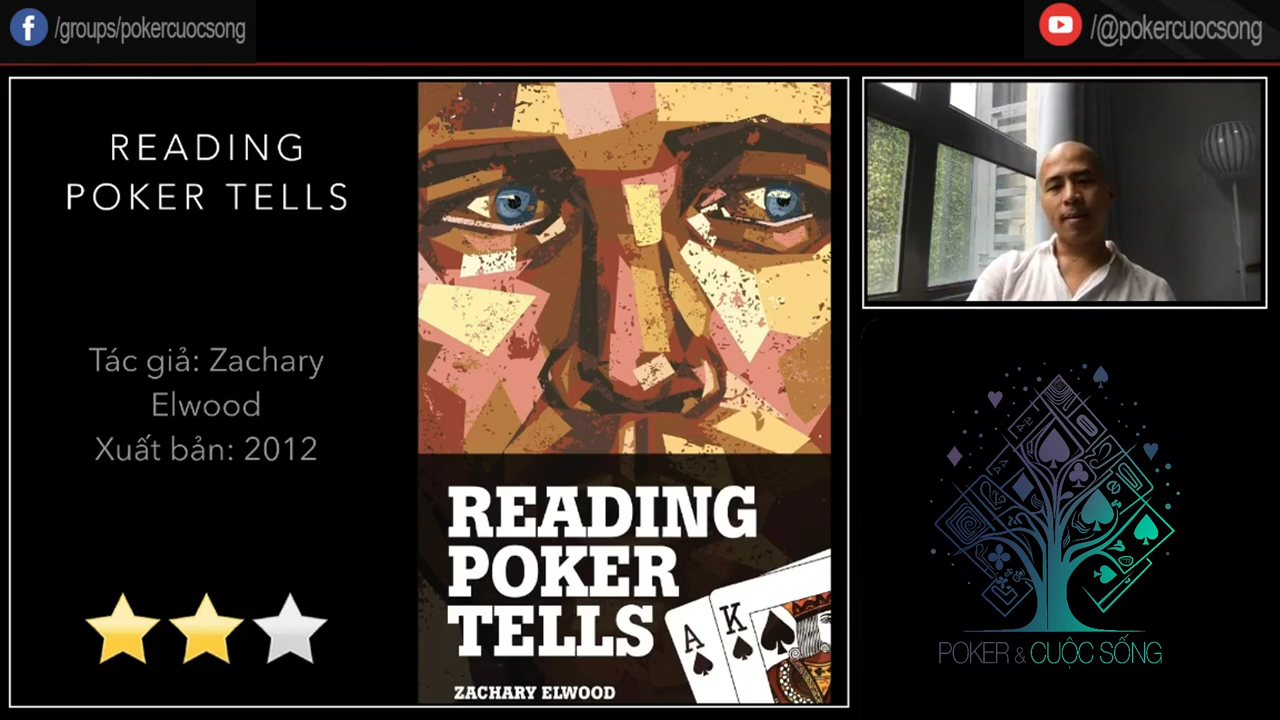 /groups/pokercuocsong
/@pokercuocsong
READING
POKER TELLS
Tác giả: Zachary
Elwood
Xuất bản: 2012
READING
POKER
TELLS
A
K
ZACHARY ELWOOD
POKER & CUỘC SỐNG